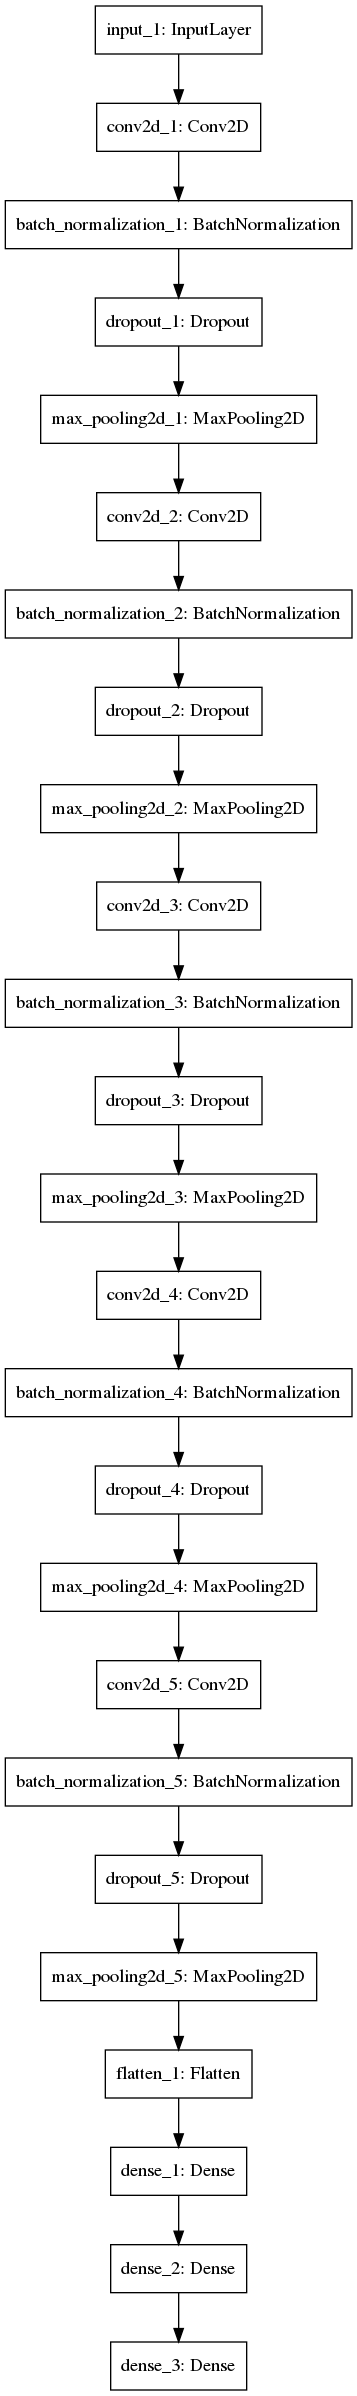 input_1: InputLayer
conv2d_1: Conv2D
batch_normalization_1: BatchNormalization
dropout_1: Dropout
max_pooling2d_1: MaxPooling2D
conv2d_2: Conv2D
batch_normalization_2: BatchNormalization
dropout_2: Dropout
max_pooling2d_2: MaxPooling2D
conv2d_3: Conv2D
batch_normalization_3: BatchNormalization
dropout_3: Dropout
max_pooling2d_3: MaxPooling2D
conv2d_4: Conv2D
batch_normalization_4: BatchNormalization
dropout_4: Dropout
max_pooling2d_4: MaxPooling2D
conv2d_5: Conv2D
batch_normalization_5: BatchNormalization
dropout_5: Dropout
max_pooling2d_5: MaxPooling2D
flatten_1: Flatten
dense_1: Dense
dense_2: Dense
dense_3: Dense